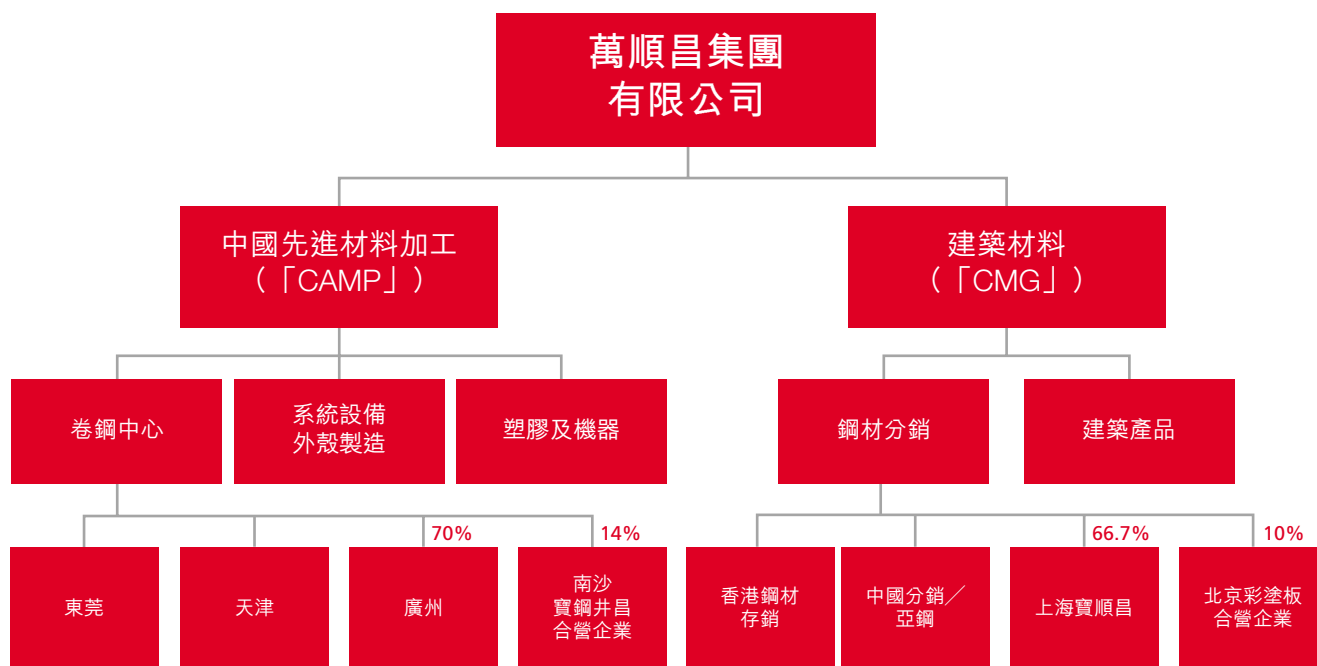 萬順昌集團
有限公司
中國先進材料加工
（「CAMP」）
建築材料
（「CMG」）
卷鋼中心
系統設備
外殼製造
塑膠及機器
鋼材分銷
建築產品
70%
14%
66.7%
10%
東莞
天津
廣州
南沙
寶鋼井昌
合營企業
香港鋼材
存銷
中國分銷／
亞鋼
上海寶順昌
北京彩塗板
合營企業